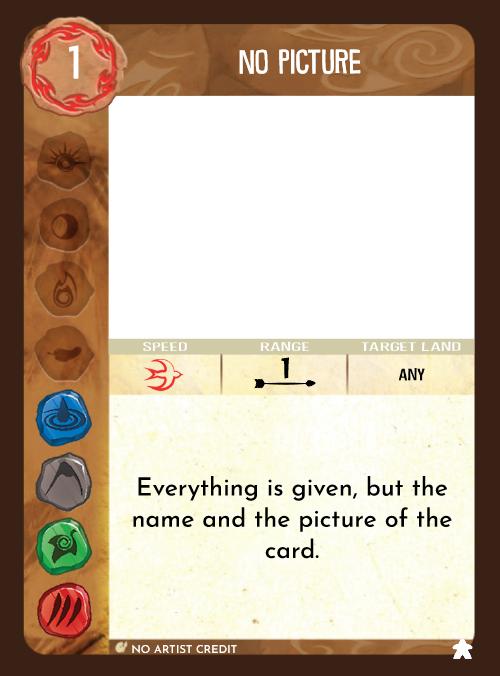 1
NO PICTURE
SPEED RANGE TARGET LAND
1 ANY
Everything is given, but the
name and the picture of the
card.
NO ARTIST CREDIT